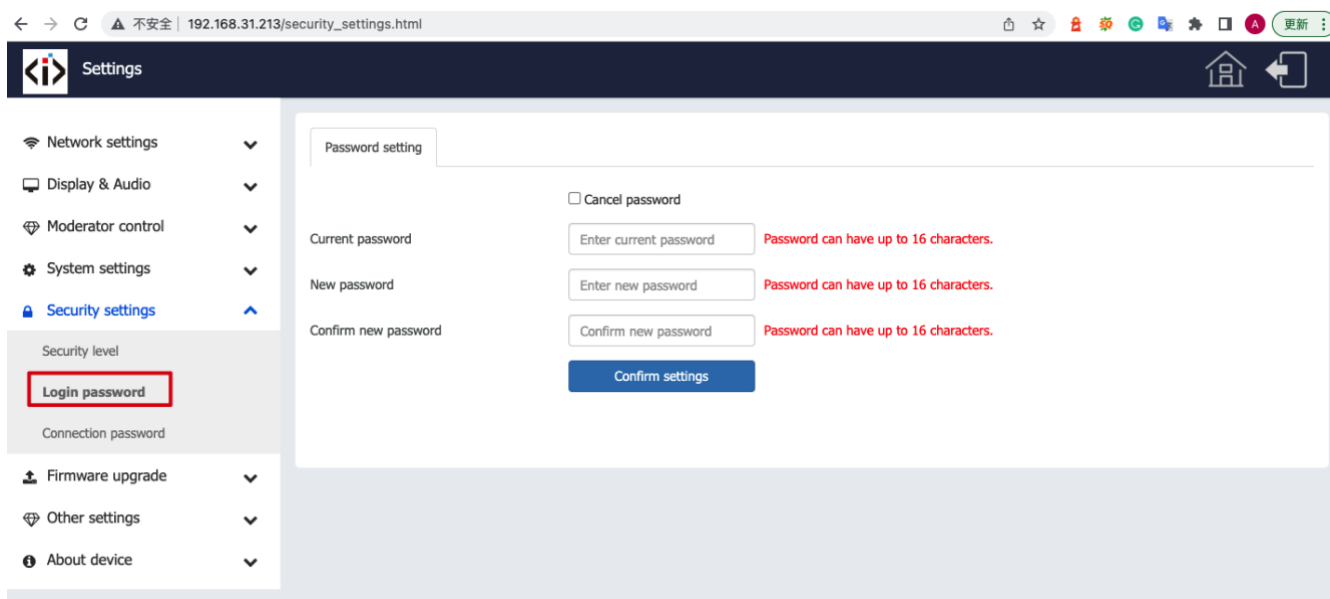 不安全 | 192.168.31.213/security_settings.html
A
更新
<i> Settings
Network settings
Display & Audio
Moderator control
System settings
Security settings
Security level
Login password
Connection password
Firmware upgrade
Other settings
About device
Password setting
Cancel password
Current password Enter current password Password can have up to 16 characters.
New password Enter new password Password can have up to 16 characters.
Confirm new password Confirm new password Password can have up to 16 characters.
Confirm settings